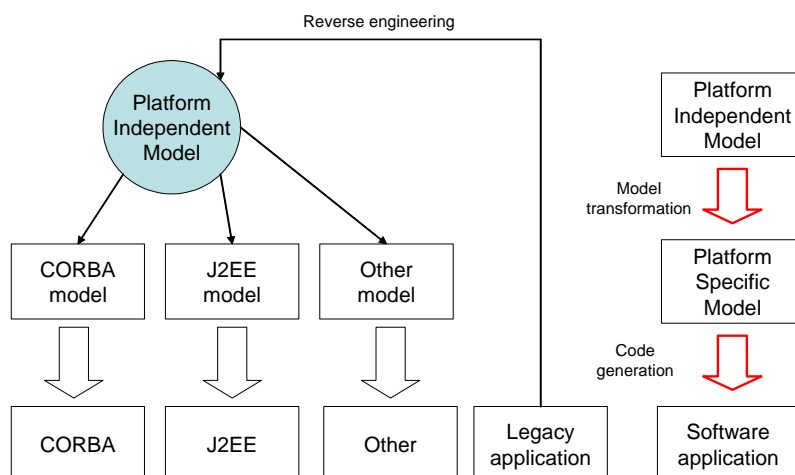 Reverse engineering
Platform
Independent
Model
Platform
Independent
Model
Model
transformation
CORBA
model
J2EE
model
Other
model
Platform
Specific
Model
Code
generation
CORBA
J2EE
Other
Legacy
application
Software
application